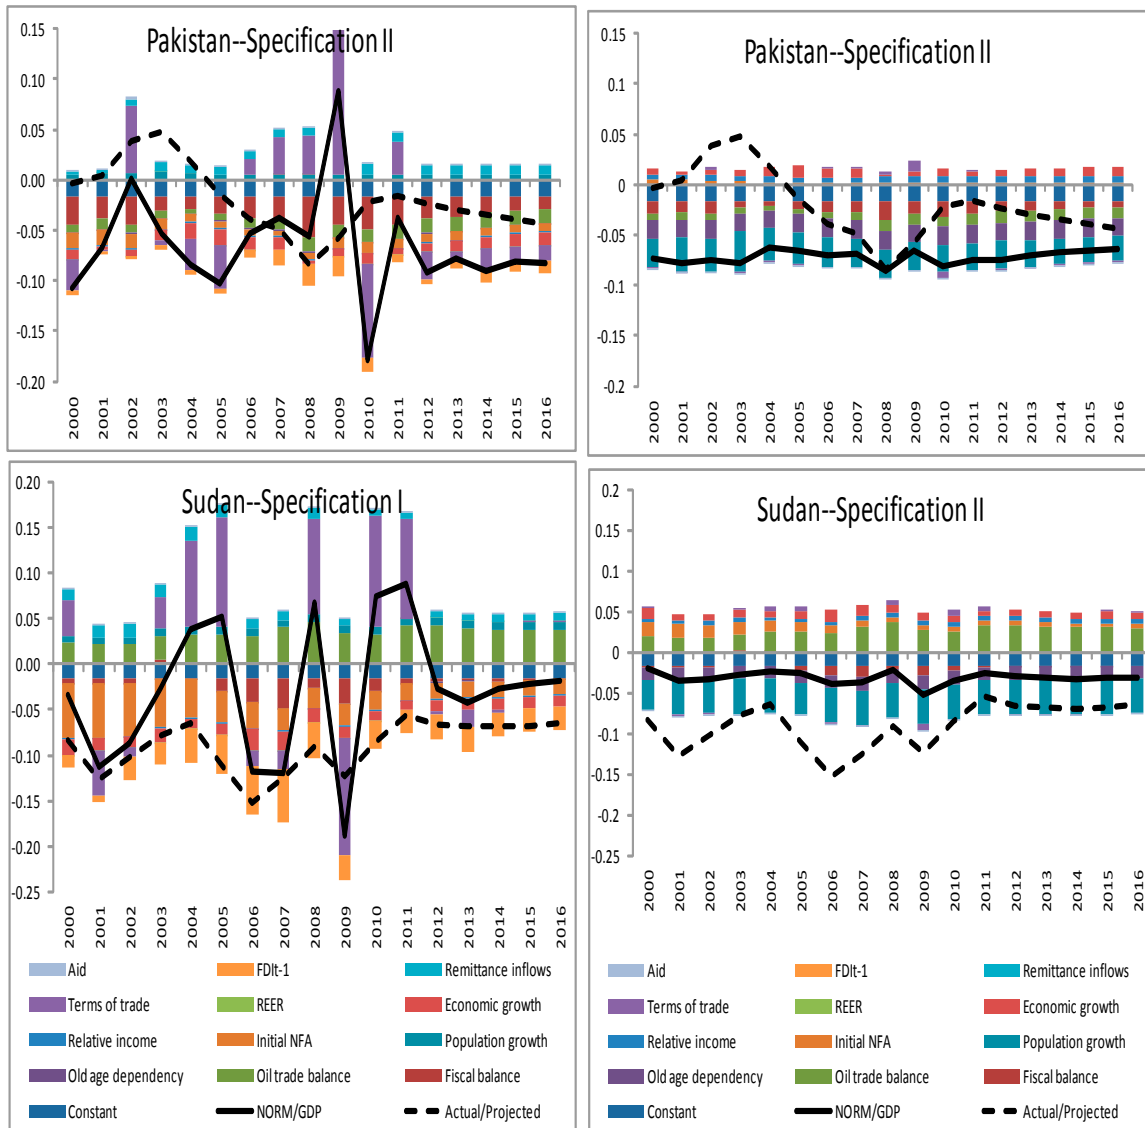 Pakistan--Specification II
0.15
0.10
0.05
0.00
-0.05
-0.10
-0.15
-0.20
2000 2001 2002 2003 2004 2005 2006 2007 2008 2009 2010 2011 2012 2013 2014 2015 2016
Pakistan--Specification II
0.15
0.1
0.05
0
-0.05
-0.1
-0.15
-0.2
2000 2001 2002 2003 2004 2005 2006 2007 2008 2009 2010 2011 2012 2013 2014 2015 2016
Sudan--Specification I
0.20
0.15
0.10
0.05
0.00
-0.05
-0.10
-0.15
-0.20
-0.25
2000 2001 2002 2003 2004 2005 2006 2007 2008 2009 2010 2011 2012 2013 2014 2015 2016
Aid FDIt-1 Remittance inflows
Terms of trade REER Economic growth
Relative income Initial NFA Population growth
Old age dependency Oil trade balance Fiscal balance
Constant NORM/GDP Actual/Projected
Sudan--Specification II
0.2
0.15
0.1
0.05
0
-0.05
-0.1
-0.15
-0.2
-0.25
2000 2001 2002 2003 2004 2005 2006 2007 2008 2009 2010 2011 2012 2013 2014 2015 2016
Aid FDIt-1 Remittance inflows
Terms of trade REER Economic growth
Relative income Initial NFA Population growth
Old age dependency Oil trade balance Fiscal balance
Constant NORM/GDP Actual/Projected